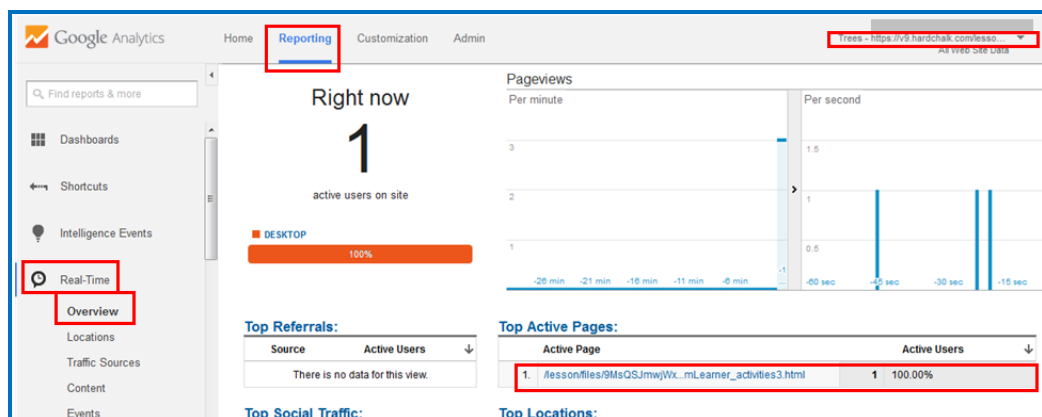 Google Analytics
Home Reporting Customization Admin
Trees - https://v9.hardchalk.com/lesso...
All Web Site Data
Find reports & more
Dashboards
Shortcuts
Intelligence Events
Real-Time
Overview
Locations
Traffic Sources
Content
Events
Right now
1
active users on site
DESKTOP
100%
Pageviews
Per minute
3
2
1
-26 min -21 min -16 min -11 min -6 min -1
...
Per second
1.5
1
0.5
-60 sec -45 sec -30 sec -15 sec
Top Referrals:
Source Active Users
There is no data for this view.
Top Active Pages:
Active Page Active Users
1. /lesson/files/9MsQSJmwjWx...mLearner_activities3.html 1 100.00%
Top Social Traffic:
Top Locations: